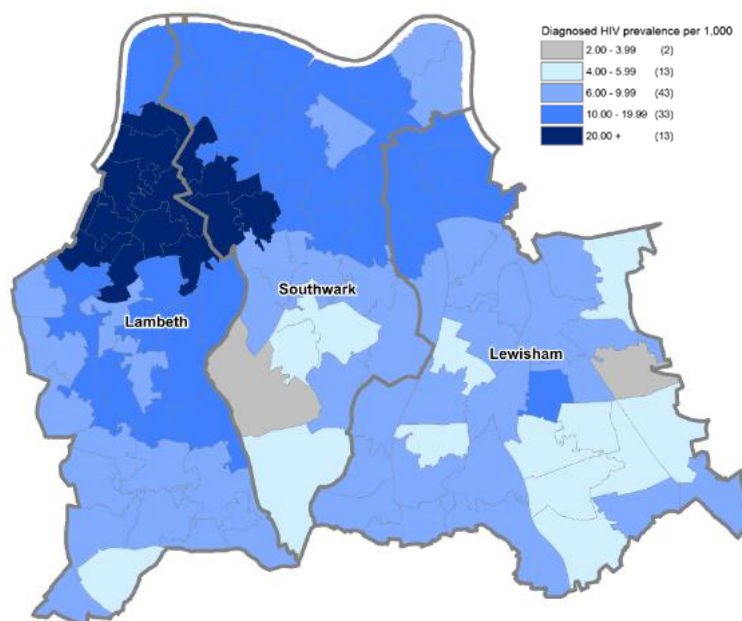 Diagnosed HIV prevalence per 1,000
2.00 - 3.99 (2)
4.00 - 5.99 (13)
6.00 - 9.99 (43)
10.00 - 19.99 (33)
20.00 + (13)
Southwark
Lambeth
Lewisham